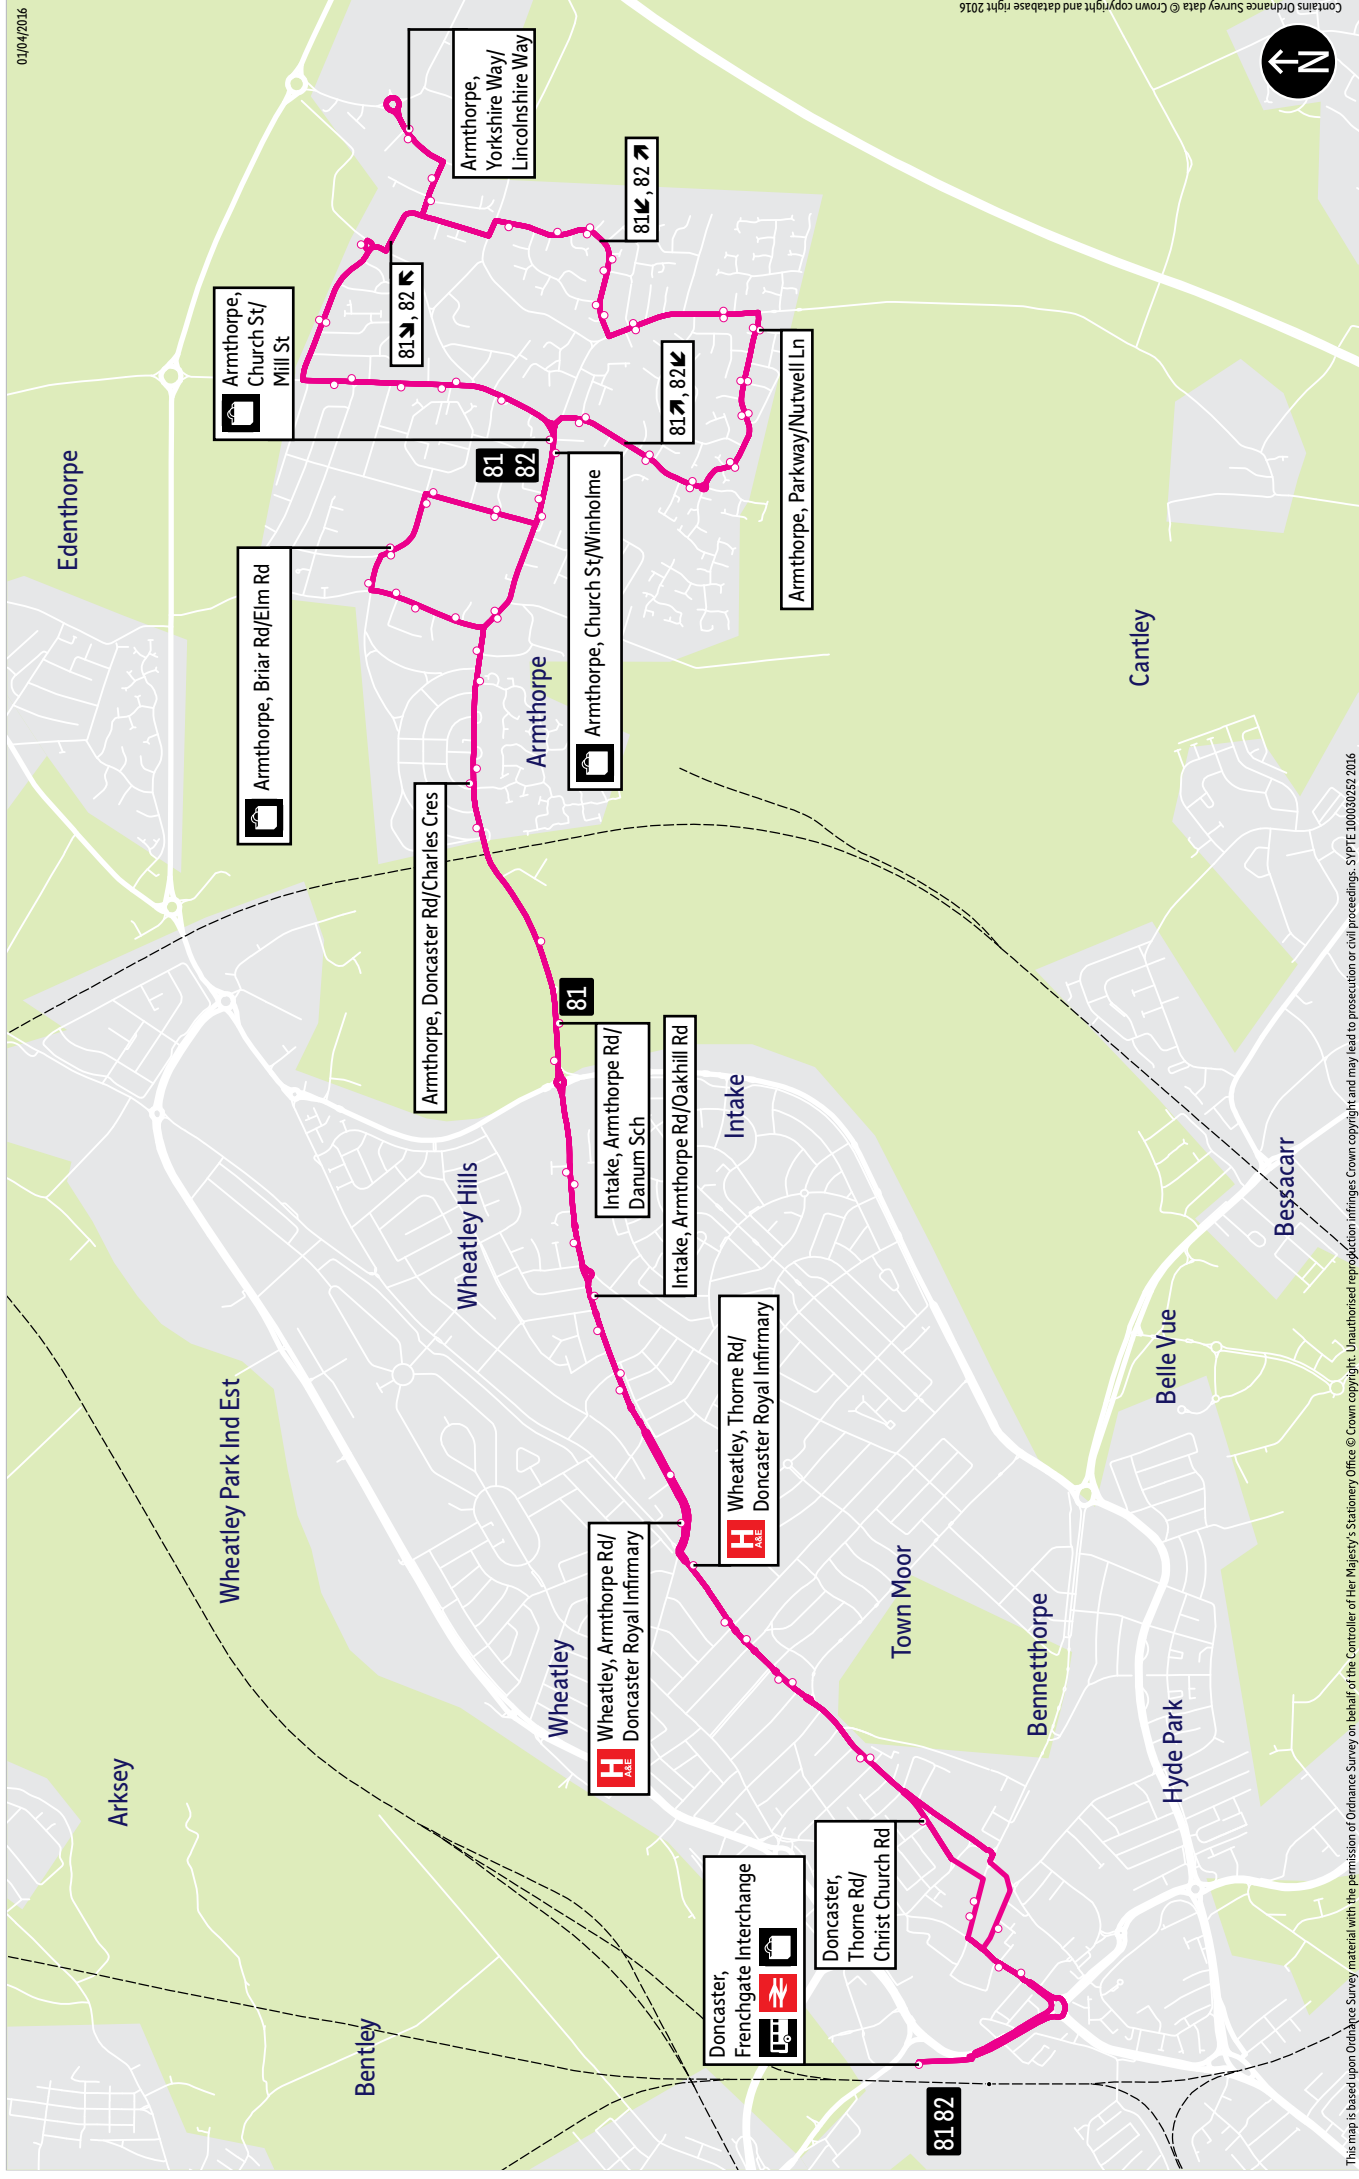 01/04/2016
Contains Ordnance Survey data © Crown copyright and database right 2016
N
Armthorpe,
Yorkshire Way/
Lincolnshire Way
81↙, 82↗
81↘, 82↖
Armthorpe,
Church St/
Mill St
81↗, 82↙
Armthorpe, Parkway/Nutwell Ln
81
82
Edenthorpe
Armthorpe, Briar Rd/Elm Rd
Armthorpe, Church St/Winholme
Armthorpe
Cantley
Armthorpe, Doncaster Rd/Charles Cres
81
Intake, Armthorpe Rd/
Danum Sch
Intake, Armthorpe Rd/Oakhill Rd
Intake
Wheatley Hills
Bessacarr
Belle Vue
Wheatley Park Ind Est
H
A&E
Wheatley, Thorne Rd/
Doncaster Royal Infirmary
H
A&E
Wheatley, Armthorpe Rd/
Doncaster Royal Infirmary
Town Moor
Wheatley
Bennetthorpe
Hyde Park
Arksey
Doncaster,
Thorne Rd/
Christ Church Rd
Doncaster,
Frenchgate Interchange
Bentley
81 82
This map is based upon Ordnance Survey material with the permission of Ordnance Survey on behalf of the Controller of Her Majesty's Stationery Office © Crown copyright. Unauthorised reproduction infringes Crown copyright and may lead to prosecution or civil proceedings. SYPTE 100030252 2016